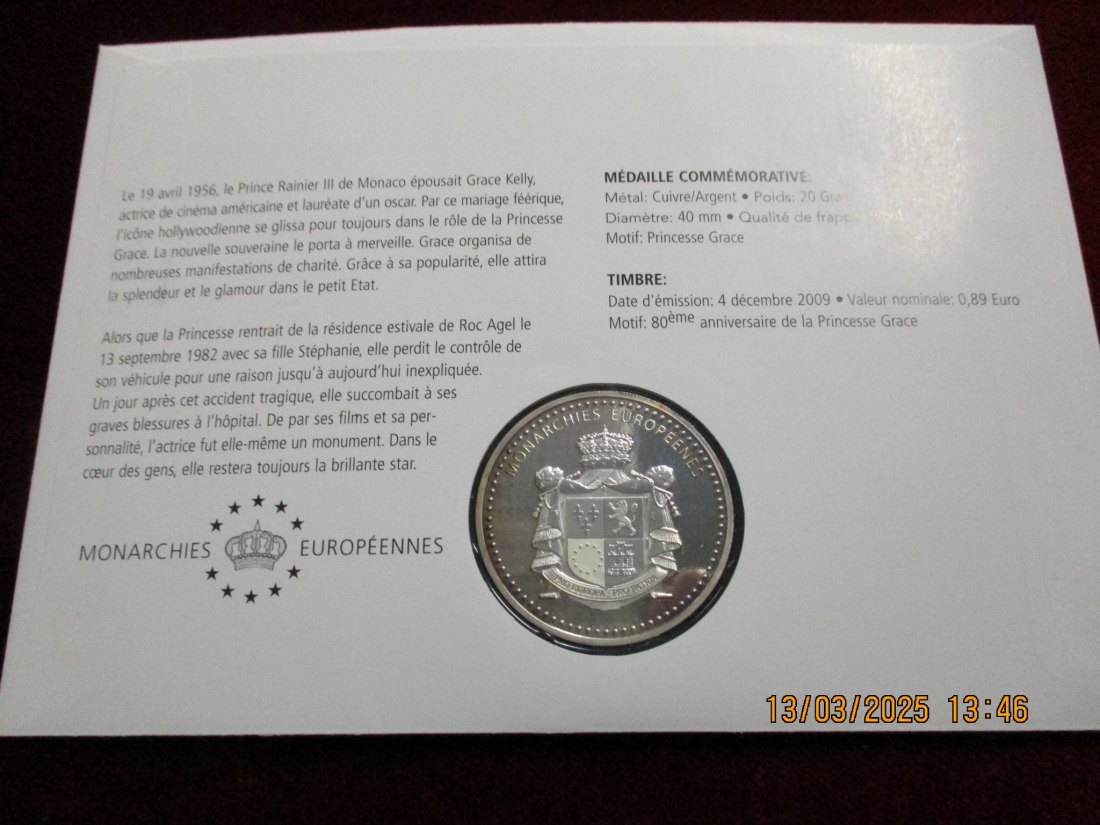 Le 19 avril 1956, le Prince Rainier III de Monaco épousait Grace Kelly,
actrice de cinéma américaine et lauréate d'un oscar. Par ce mariage féérique,
l'icône hollywoodienne se glissa pour toujours dans le rôle de la Princesse
Grace. La nouvelle souveraine le porta à merveille. Grace organisa de
nombreuses manifestations de charité. Grâce à sa popularité, elle attira
la splendeur et le glamour dans le petit Etat.
Alors que la Princesse rentrait de la résidence estivale de Roc Agel le
13 septembre 1982 avec sa fille Stéphanie, elle perdit le contrôle de
son véhicule pour une raison jusqu'à aujourd'hui inexpliquée.
Un jour après cet accident tragique, elle succombait à ses
graves blessures à l'hôpital. De par ses films et sa per-
sonnalité, l'actrice fut elle-même un monument. Dans le
cœur des gens, elle restera toujours la brillante star.
MONARCHIES EUROPÉENNES
MÉDAILLE COMMÉMORATIVE:
Métal: Cuivre/Argent • Poids: 20
Diamètre: 40 mm • Qualité de
Motif: Princesse Grace
TIMBRE:
Date d'émission: 4 décembre 2009 • Valeur nominale: 0,89 Euro
Motif: 80ème anniversaire de la Princesse Grace
MONARCHIES EUROPÉENNES
PRO EUROPA PRO PATRIA
13/03/2025 13:46